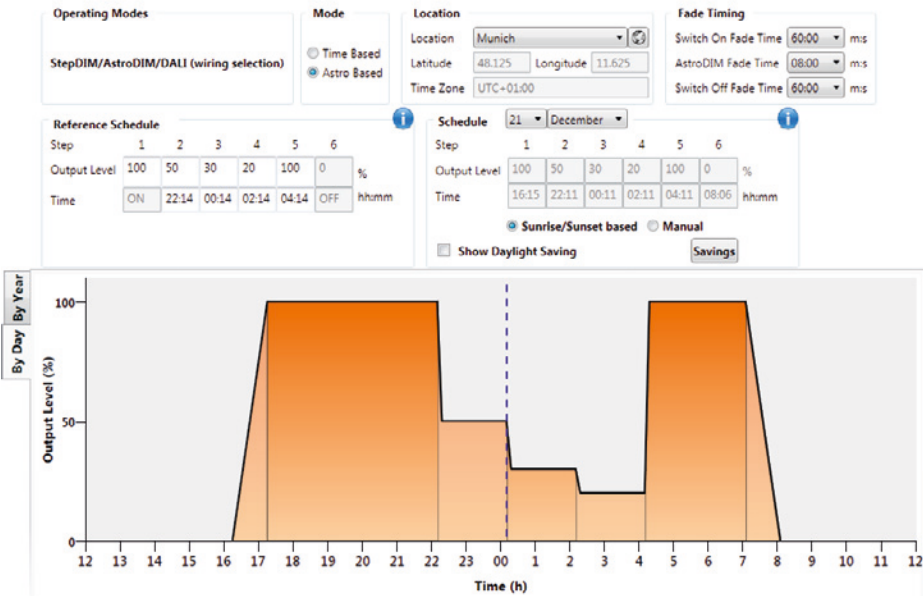 Operating Modes
StepDIM/AstroDIM/DALI (wiring selection)
Mode
Time Based
Astro Based
Location
Location Munich
Latitude 48.125 Longitude 11.625
Time Zone UTC+01:00
Fade Timing
Switch On Fade Time 60:00 m:s
AstroDIM Fade Time 08:00 m:s
Switch Off Fade Time 60:00 m:s
Reference Schedule
Step 1 2 3 4 5 6
Output Level 100 50 30 20 100 0 %
Time ON 22:14 00:14 02:14 04:14 OFF hh:mm
Schedule 21 December
Step 1 2 3 4 5 6
Output Level 100 50 30 20 100 0 %
Time 16:15 22:11 00:11 02:11 04:11 08:06 hh:mm
Sunrise/Sunset based Manual
Show Daylight Saving Savings
By Year
By Day
Output Level (%)
100
50
0
12 13 14 15 16 17 18 19 20 21 22 23 00 1 2 3 4 5 6 7 8 9 10 11 12
Time (h)